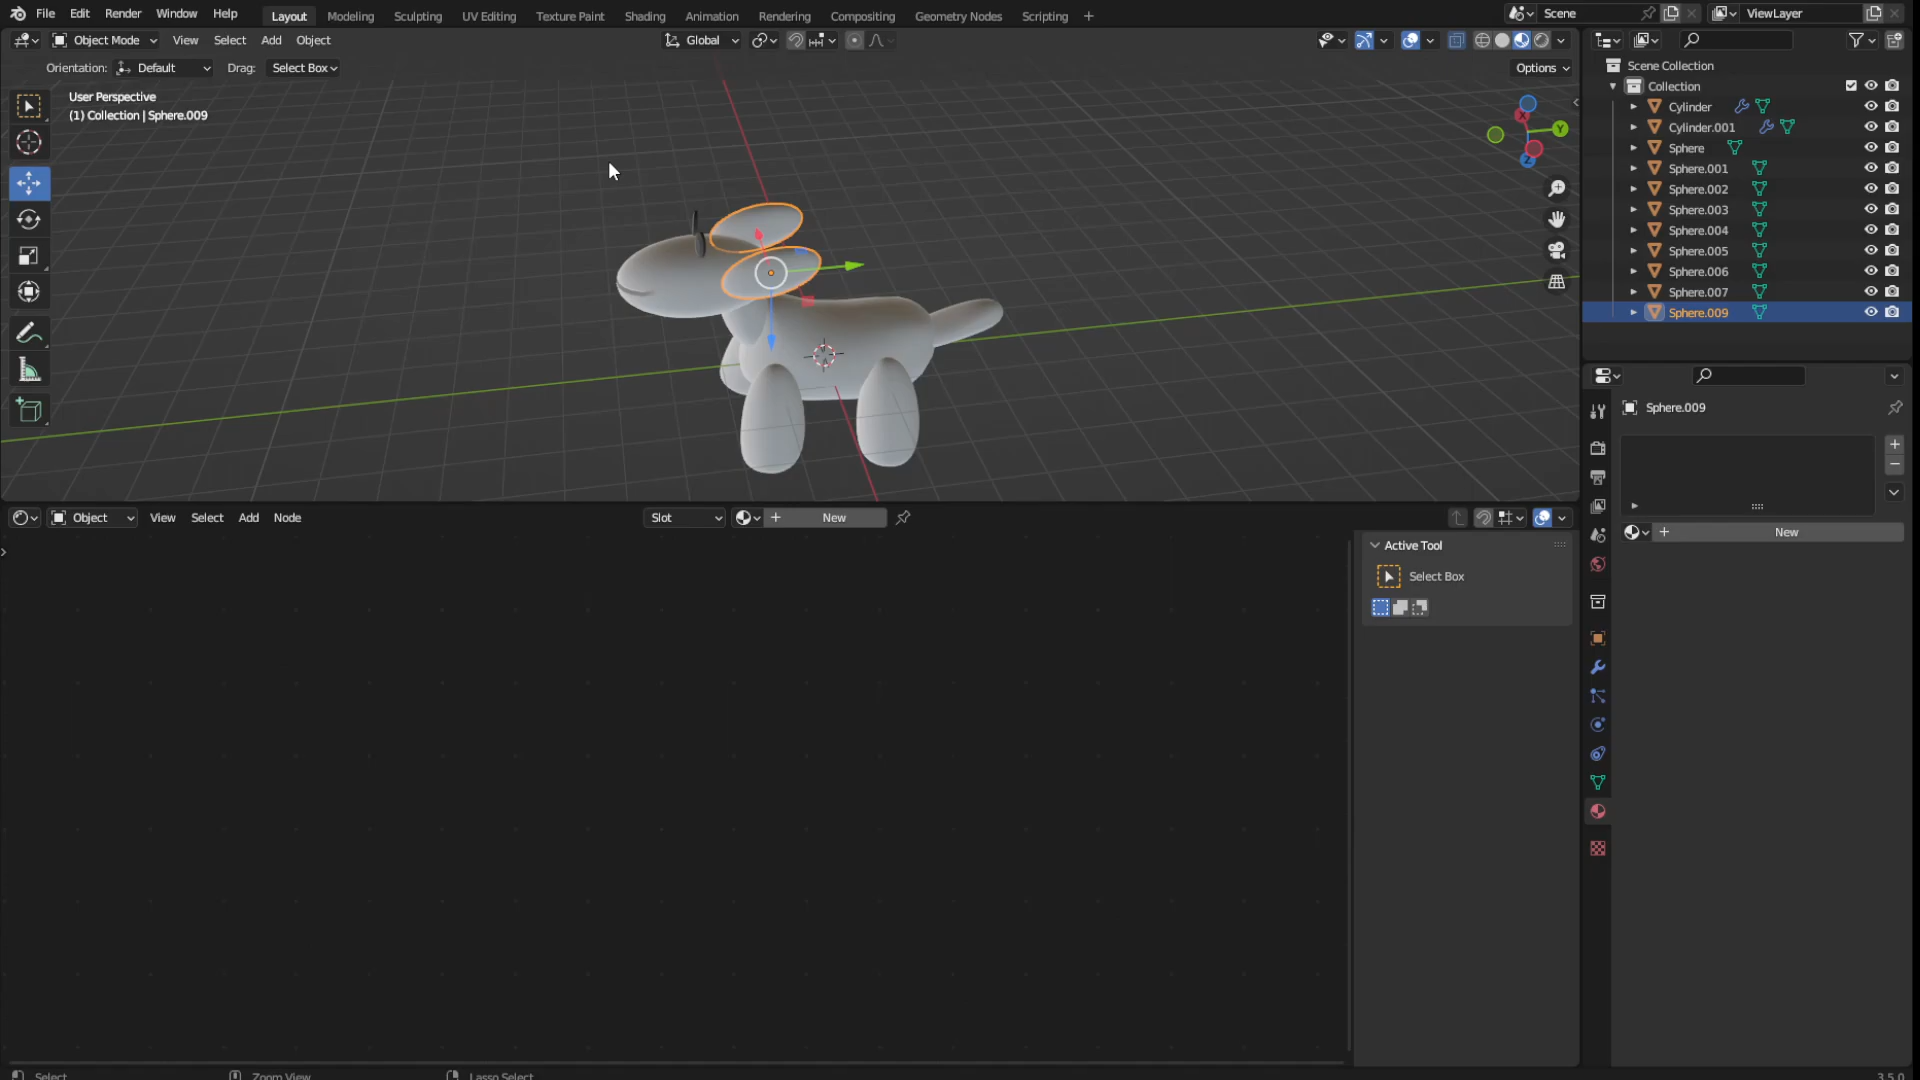 File Edit Render Window Help Layout Modeling Sculpting UV Editing Texture Paint Shading Animation Rendering Compositing Geometry Nodes Scripting + Scene ViewLayer
Object Mode View Select Add Object Global
Orientation: Default Drag: Select Box Options
User Perspective
(1) Collection | Sphere.009
X
Y
Z
Scene Collection
Collection
Cylinder
Cylinder.001
Sphere
Sphere.001
Sphere.002
Sphere.003
Sphere.004
Sphere.005
Sphere.006
Sphere.007
Sphere.009
Sphere.009
New
Object View Select Add Node Slot New
Active Tool
Select Box
Select Zoom View Lasso Select 3.5.0